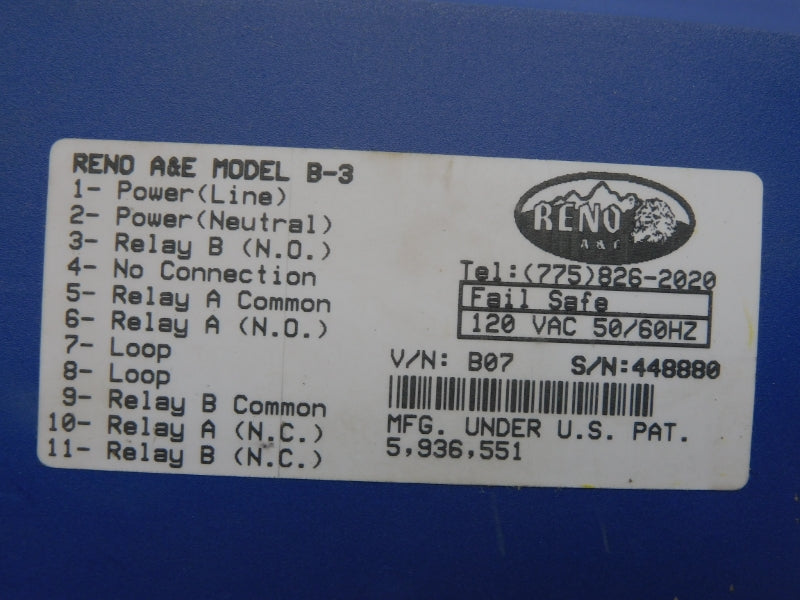 RENO A&E MODEL B-3
1- Power(Line)
2- Power(Neutral)
3- Relay B (N.O.)
4- No Connection
5- Relay A Common
6- Relay A (N.O.)
7- Loop
8- Loop
9- Relay B Common
10- Relay A (N.C.)
11- Relay B (N.C.)
RENO
A & E
Tel:(775)826-2020
Fail Safe
120 VAC 50/60HZ
V/N: B07 S/N:448880
MFG. UNDER U.S. PAT.
5,936,551